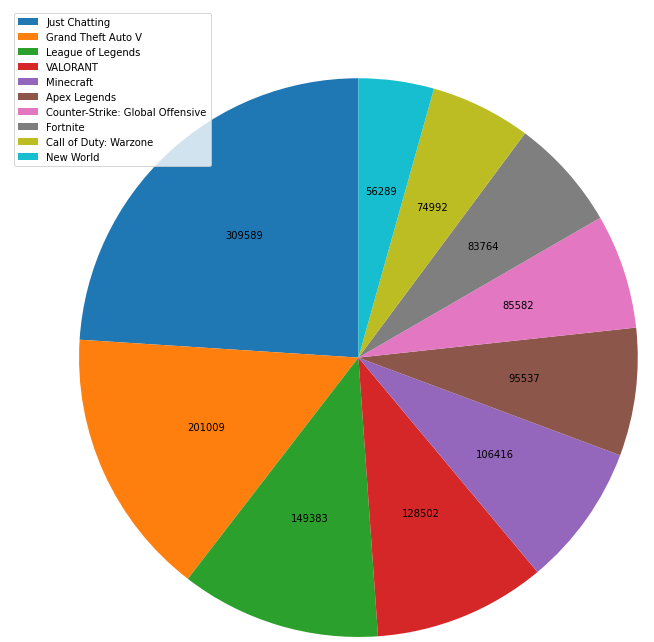 Just Chatting
Grand Theft Auto V
League of Legends
VALORANT
Minecraft
Apex Legends
Counter-Strike: Global Offensive
Fortnite
Call of Duty: Warzone
New World
56289
74992
83764
85582
95537
106416
128502
149383
201009
309589